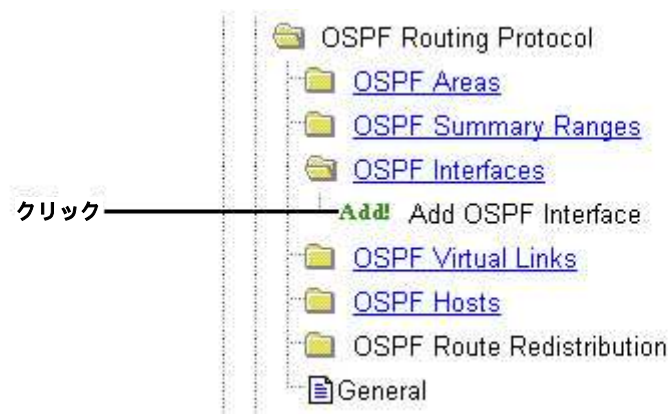 OSPF Routing Protocol
OSPF Areas
OSPF Summary Ranges
OSPF Interfaces
クリック
Add! Add OSPF Interface
OSPF Virtual Links
OSPF Hosts
OSPF Route Redistribution
General